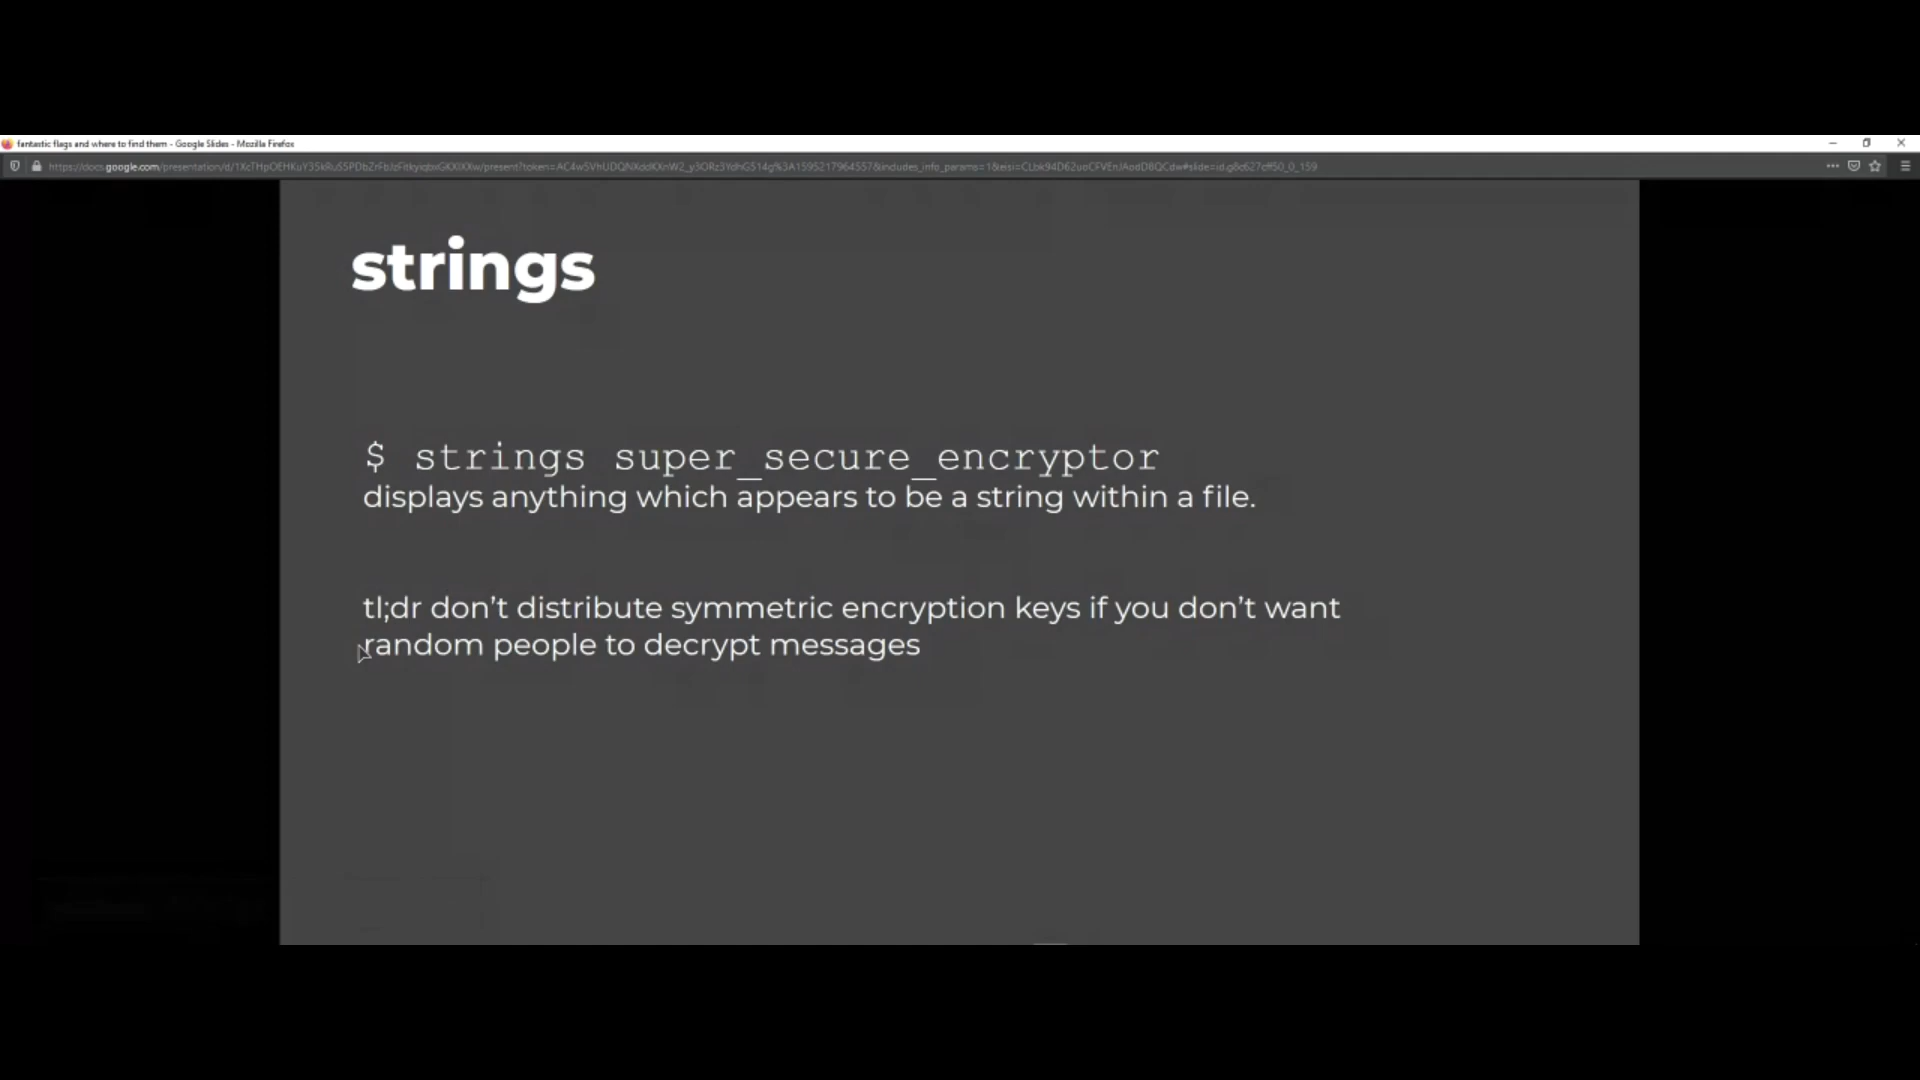 fantastic flags and where to find them - Google Slides - Mozilla Firefox
strings
$ strings super_secure_encryptor
displays anything which appears to be a string within a file.
tl;dr don't distribute symmetric encryption keys if you don't want
random people to decrypt messages